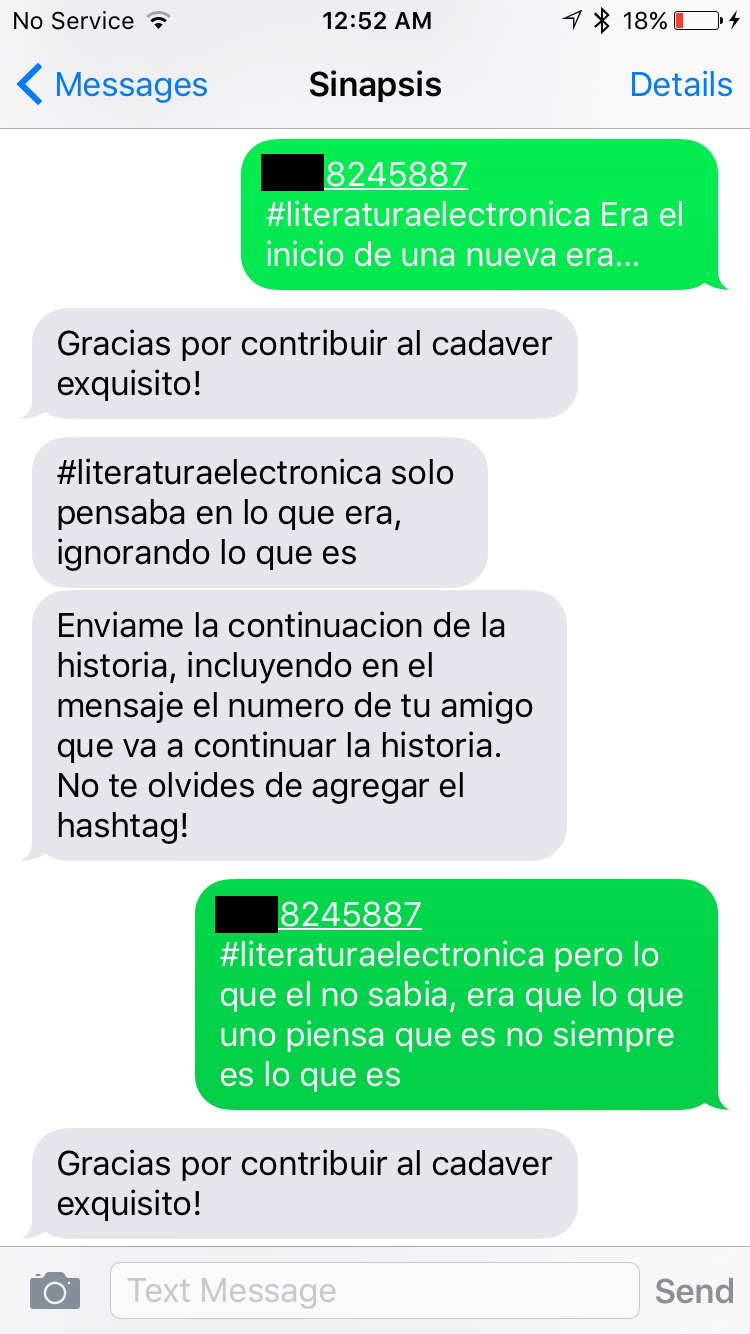 No Service 12:52 AM 18%
Messages Sinapsis Details
8245887
#literaturaelectronica Era el
inicio de una nueva era...
Gracias por contribuir al cadaver
exquisito!
#literaturaelectronica solo
pensaba en lo que era,
ignorando lo que es
Enviame la continuacion de la
historia, incluyendo en el
mensaje el numero de tu amigo
que va a continuar la historia.
No te olvides de agregar el
hashtag!
8245887
#literaturaelectronica pero lo
que el no sabia, era que lo que
uno piensa que es no siempre
es lo que es
Gracias por contribuir al cadaver
exquisito!
Text Message Send